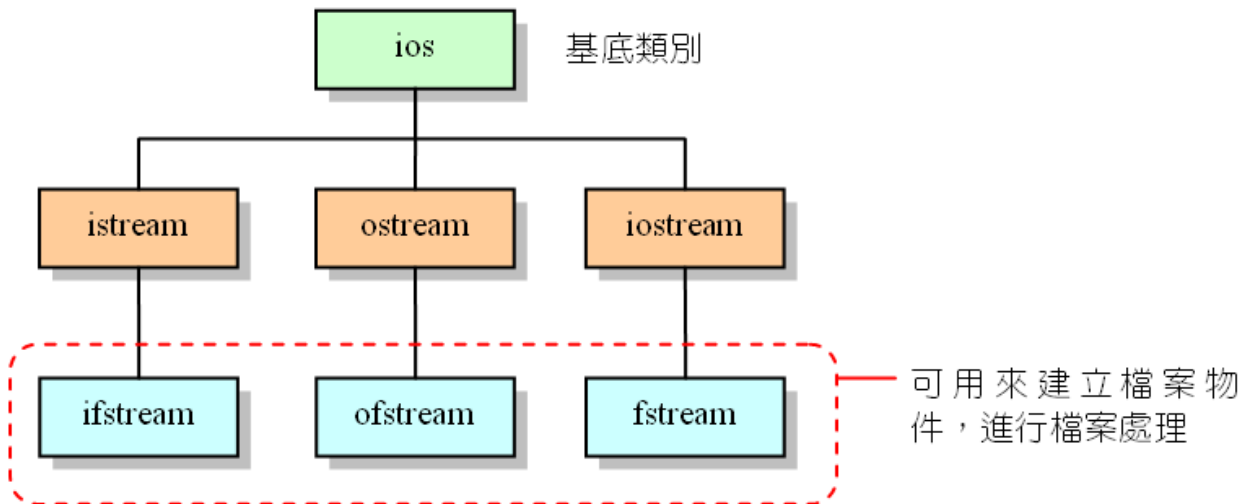 ios
基底類別
istream
ostream
iostream
ifstream
ofstream
fstream
可用來建立檔案物
件，進行檔案處理